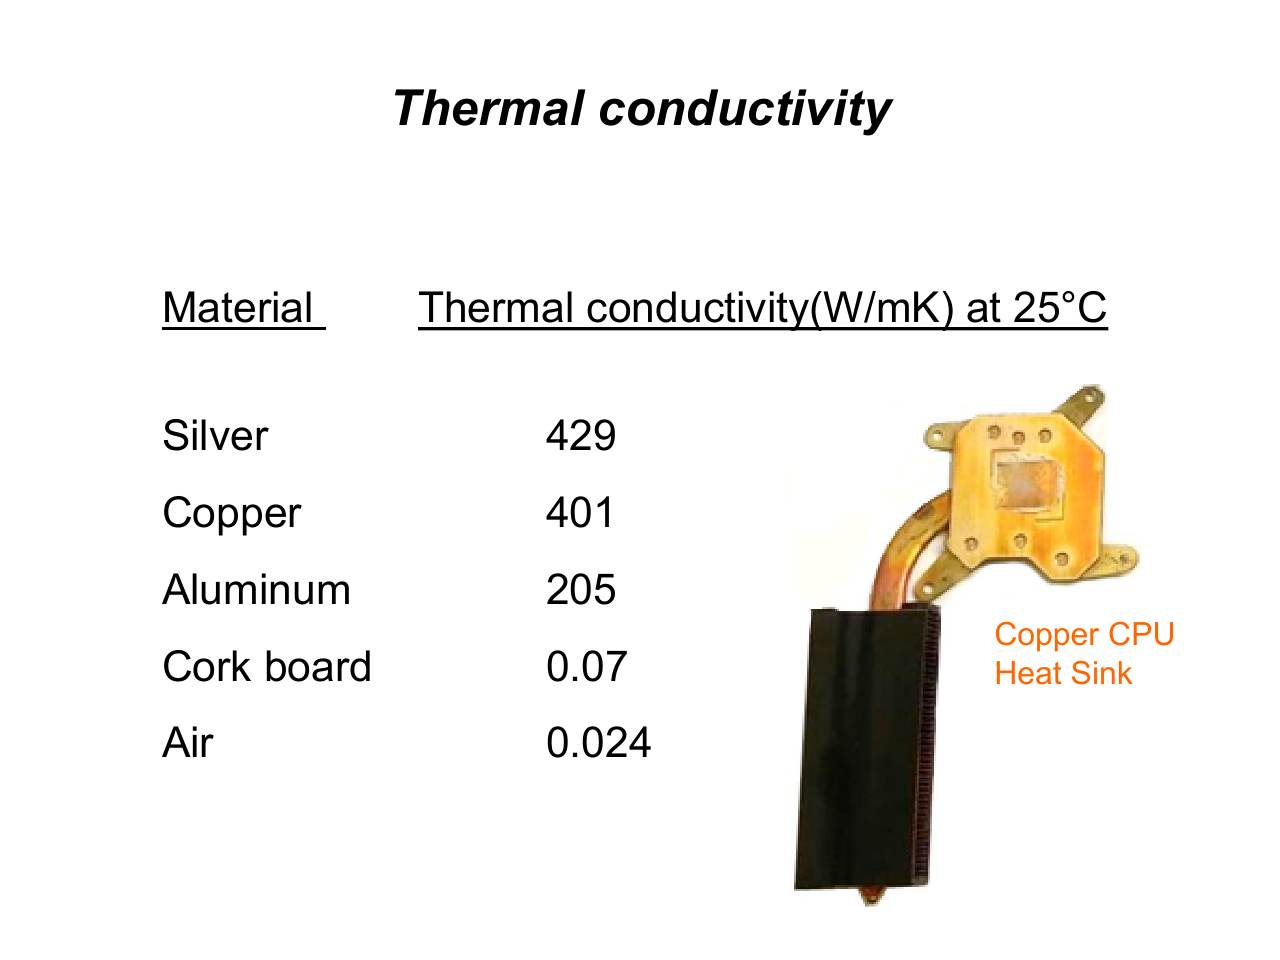 Thermal conductivity
Material Thermal conductivity(W/mK) at 25°C
Silver 429
Copper 401
Aluminum 205
Cork board 0.07
Air 0.024
Copper CPU
Heat Sink